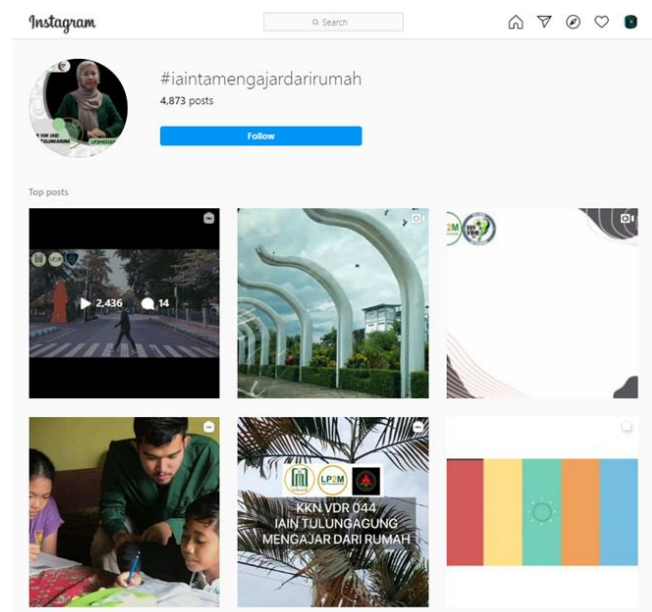 Instagram
Search
#iaintamengajardarirumah
4,873 posts
Follow
Top posts
2,436 14
LP2M
KKN VDR 044
IAIN TULUNGAGUNG
MENGAJAR DARI RUMAH